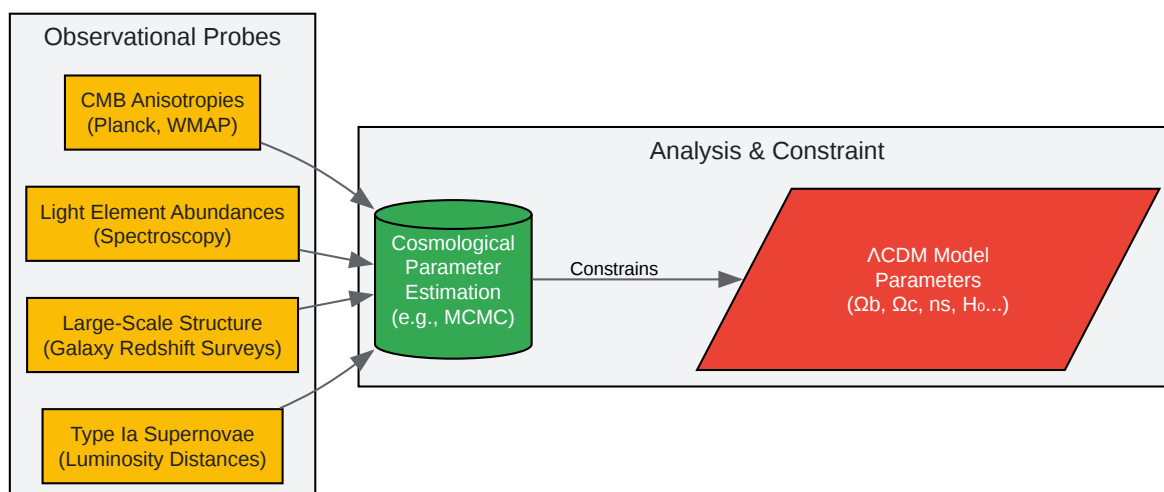 Observational Probes
CMB Anisotropies
(Planck, WMAP)
Light Element Abundances
(Spectroscopy)
Large-Scale Structure
(Galaxy Redshift Surveys)
Type Ia Supernovae
(Luminosity Distances)
Analysis & Constraint
Cosmological
Parameter
Estimation
(e.g., MCMC)
Constrains
ΛCDM Model
Parameters
(Ωb, Ωc, ns, H₀...)